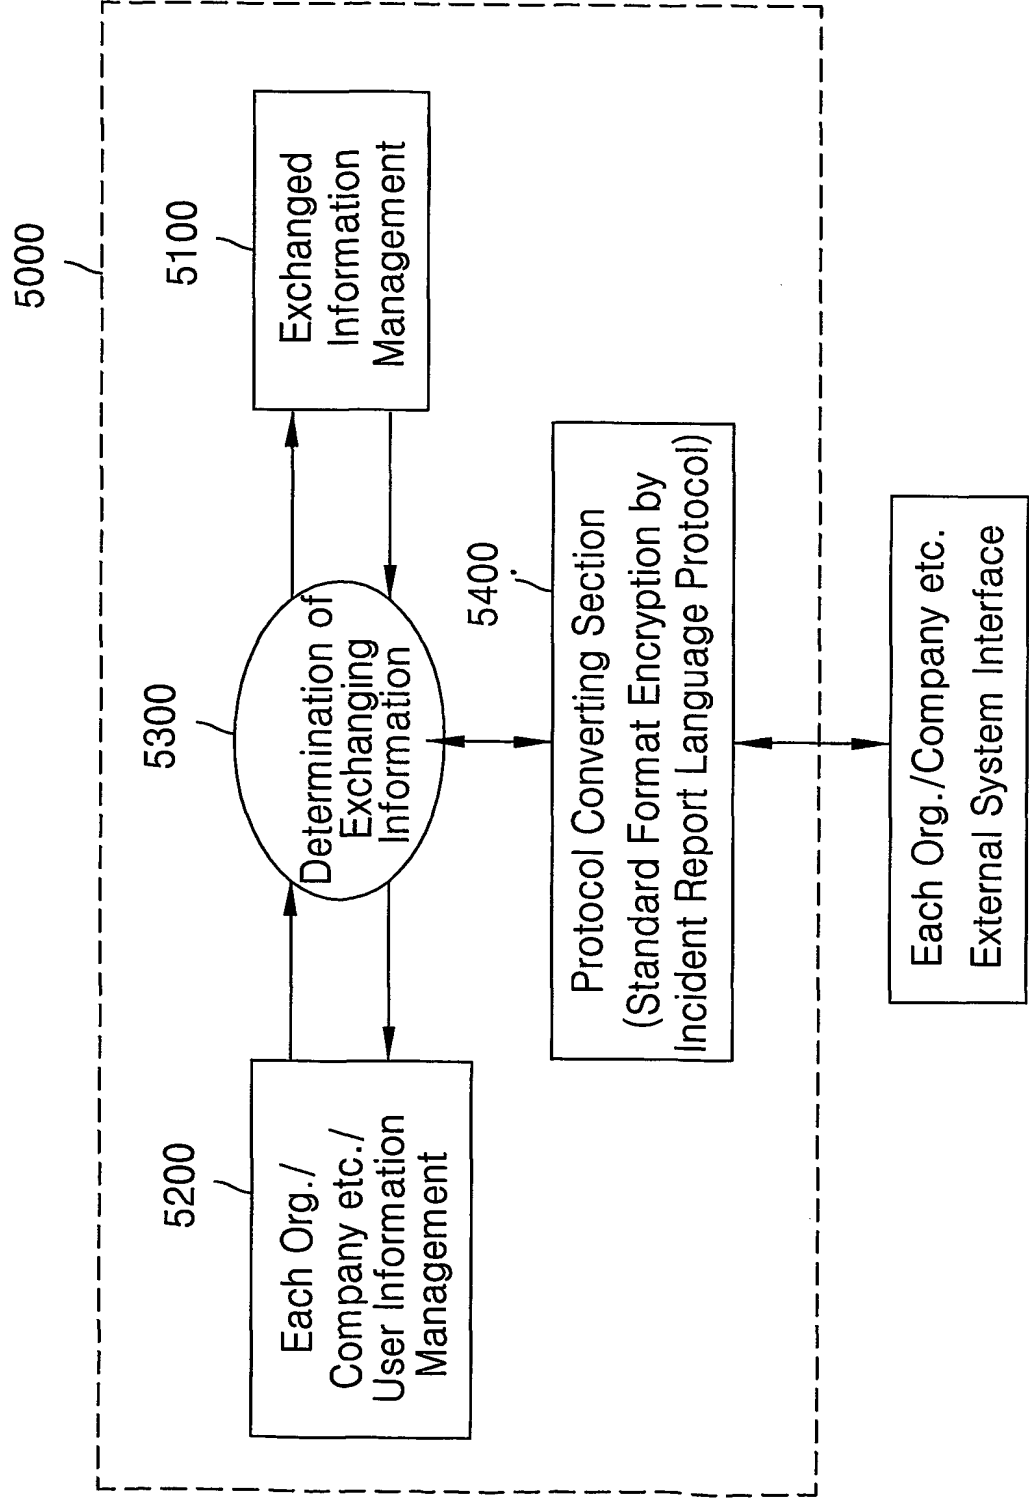 5000
5200
Each Org./
Company etc./
User Information
Management
5300
Determination of
Exchanging
Information
5100
Exchanged
Information
Management
5400
Protocol Converting Section
(Standard Format Encryption by
Incident Report Language Protocol)
Each Org./Company etc.
External System Interface